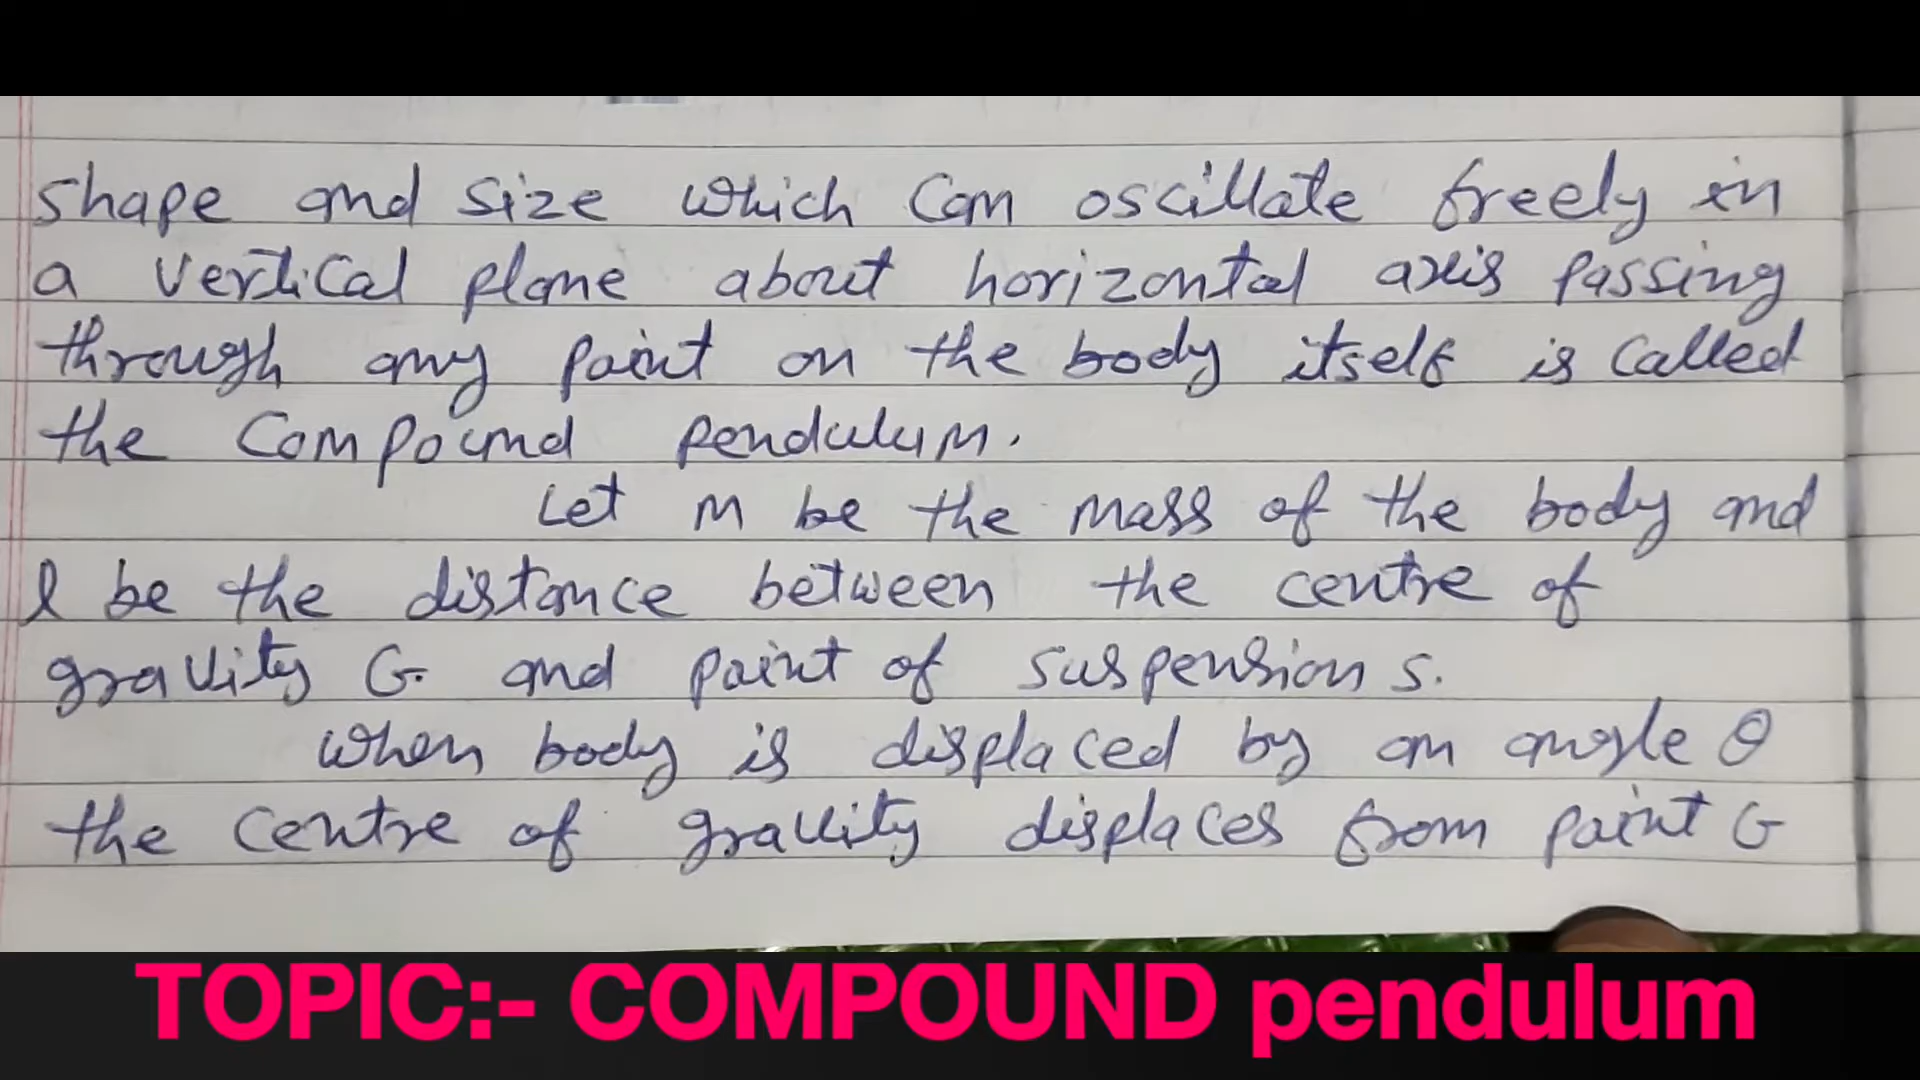 shape and size which can oscillate freely in
a vertical plane about horizontal axis passing
through any point on the body itself is called
the Compound pendulum.
Let M be the mass of the body and
l be the distance between the centre of
gravity G. and point of suspension s.
when body is displaced by an angle θ
the centre of gravity displaces from point G
TOPIC:- COMPOUND pendulum